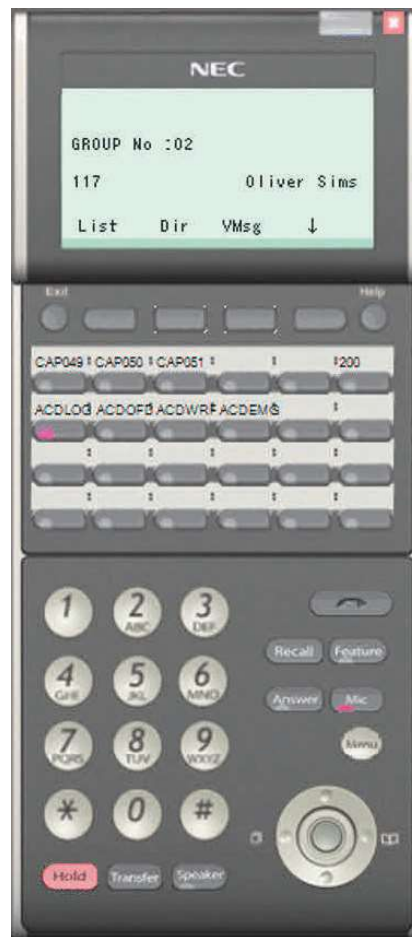 NEC
GROUP No :02
117 Oliver Sims
List Dir VMsg ↓
Exit Help
CAP049 CAP050 CAP051 200
ACDLOG ACDOFD ACDWRF ACDEMG
1 2 ABC 3 DEF
Recall Feature
4 GHI 5 JKL 6 MNO
Answer Mic
7 PQRS 8 TUV 9 WXYZ
Menu
* 0 #
Hold Transfer Speaker